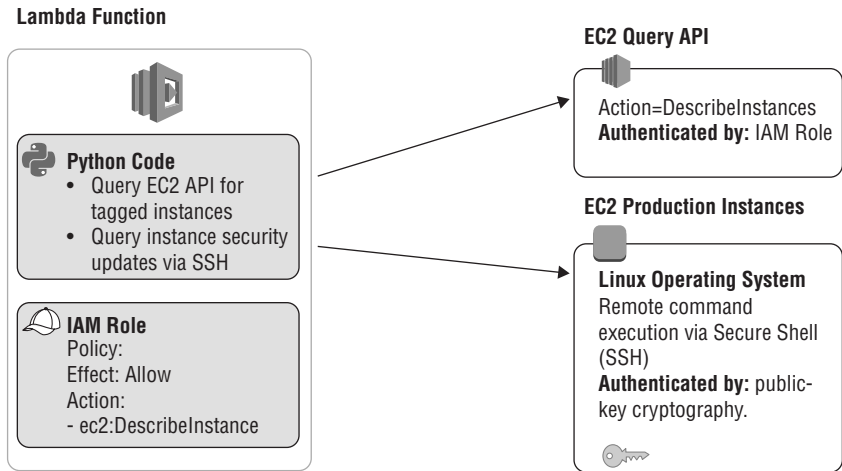 Lambda Function
Python Code
• Query EC2 API for
tagged instances
• Query instance security
updates via SSH
IAM Role
Policy:
Effect: Allow
Action:
- ec2:DescribeInstance
EC2 Query API
Action=DescribeInstances
Authenticated by: IAM Role
EC2 Production Instances
Linux Operating System
Remote command
execution via Secure Shell
(SSH)
Authenticated by: public-
key cryptography.